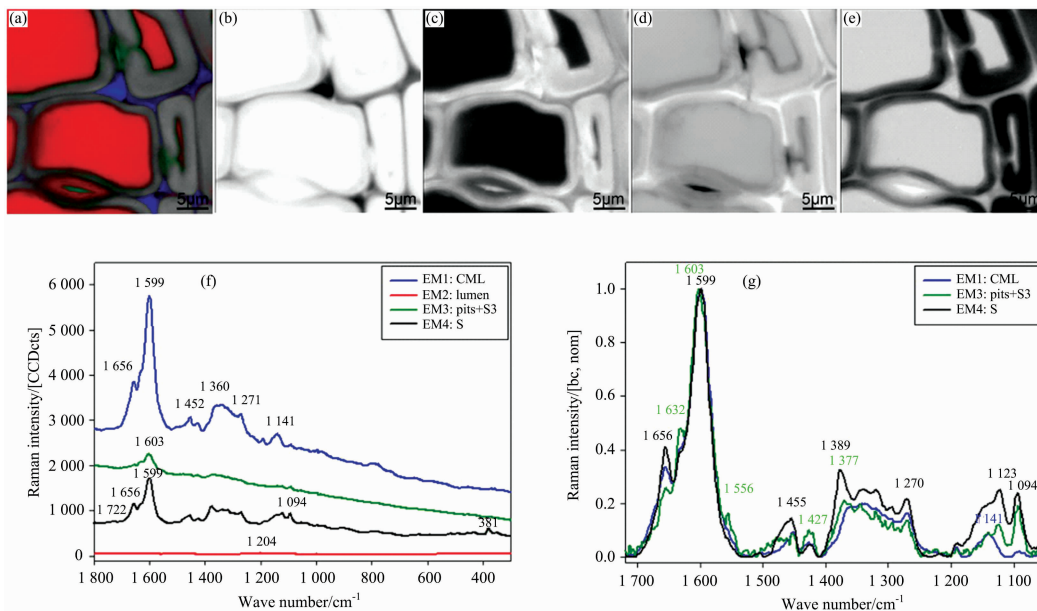 (a)
(b)
(c)
(d)
(e)
5μm
5μm
5μm
5μm
5μm
(f)
6 000
5 000
4 000
3 000
2 000
1 000
0
Raman intensity/[CCDcts]
1 800
1 600
1 400
1 200
1 000
800
600
400
Wave number/cm⁻¹
EM1: CML
EM2: lumen
EM3: pits+S3
EM4: S
1 599
1 656
1 452
1 360
1 271
1 141
1 603
1 599
1 656
1 722
1 094
381
1 204
(g)
1.0
0.8
0.6
0.4
0.2
0.0
Raman intensity/[bc, nom]
1 700
1 600
1 500
1 400
1 300
1 200
1 100
Wave number/cm⁻¹
EM1: CML
EM3: pits+S3
EM4: S
1 603
1 599
1 632
1 656
1 556
1 455
1 427
1 389
1 377
1 270
1 123
1 141
1 094